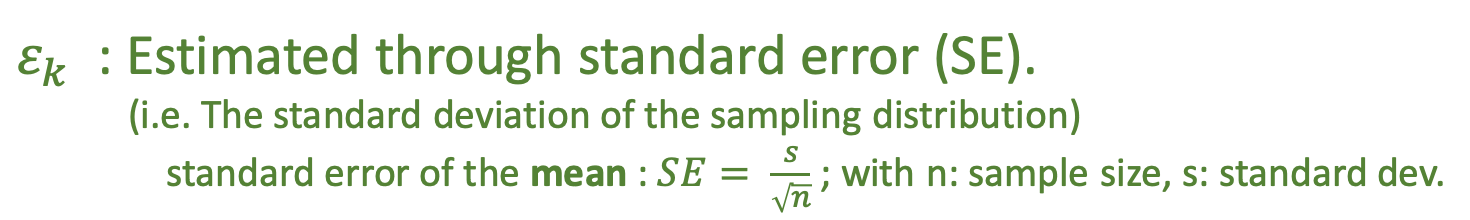 εk : Estimated through standard error (SE).
(i.e. The standard deviation of the sampling distribution)
standard error of the mean : SE = s/√n ; with n: sample size, s: standard dev.